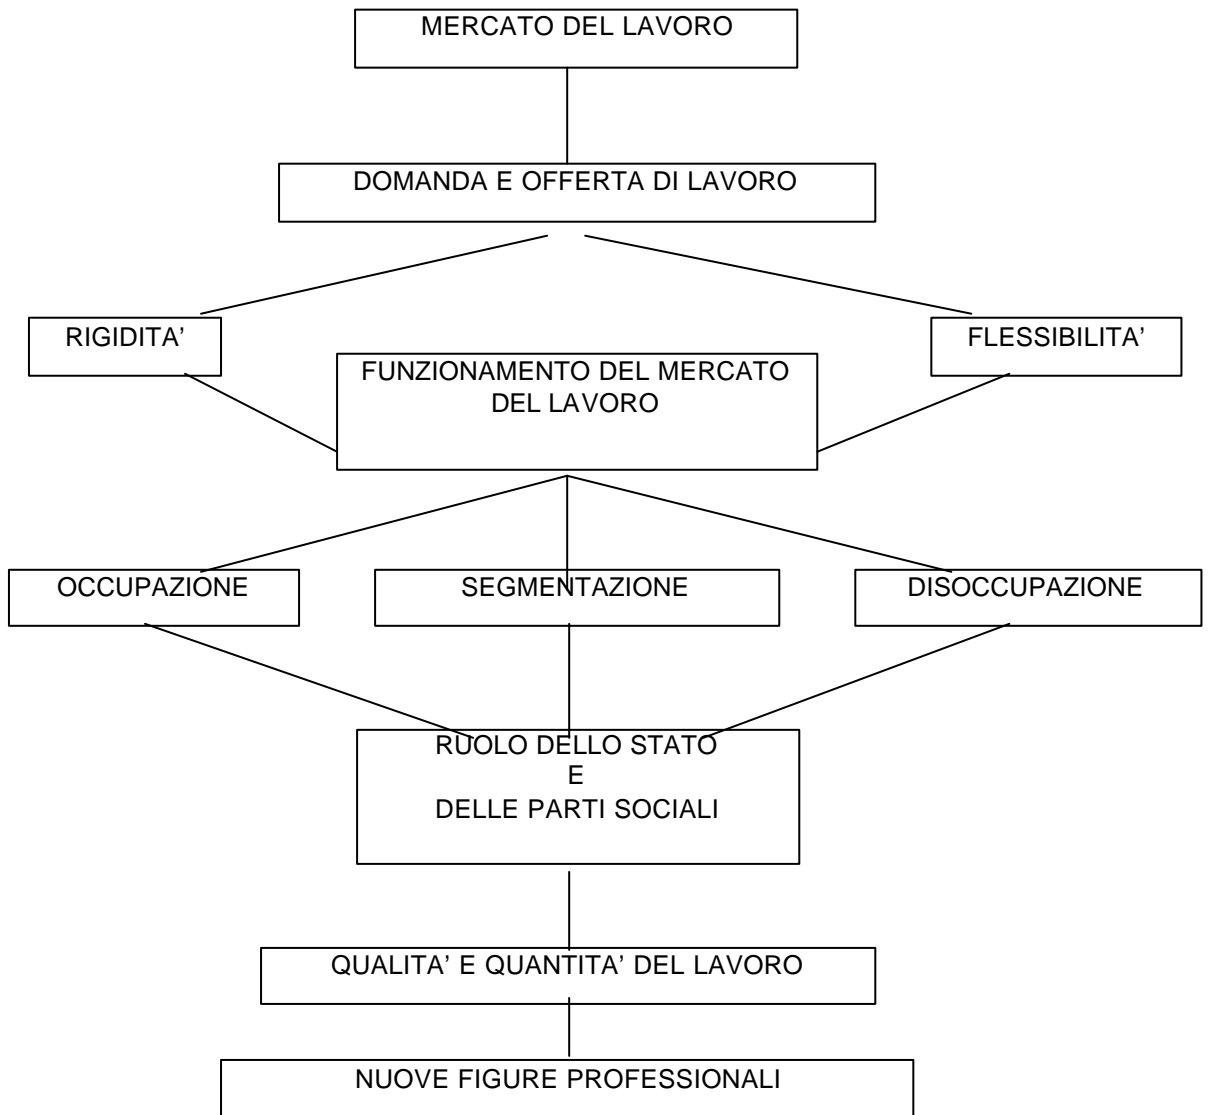 MERCATO DEL LAVORO
DOMANDA E OFFERTA DI LAVORO
RIGIDITA’
FLESSIBILITA’
FUNZIONAMENTO DEL MERCATO
DEL LAVORO
OCCUPAZIONE
SEGMENTAZIONE
DISOCCUPAZIONE
RUOLO DELLO STATO
E
DELLE PARTI SOCIALI
QUALITA’ E QUANTITA’ DEL LAVORO
NUOVE FIGURE PROFESSIONALI